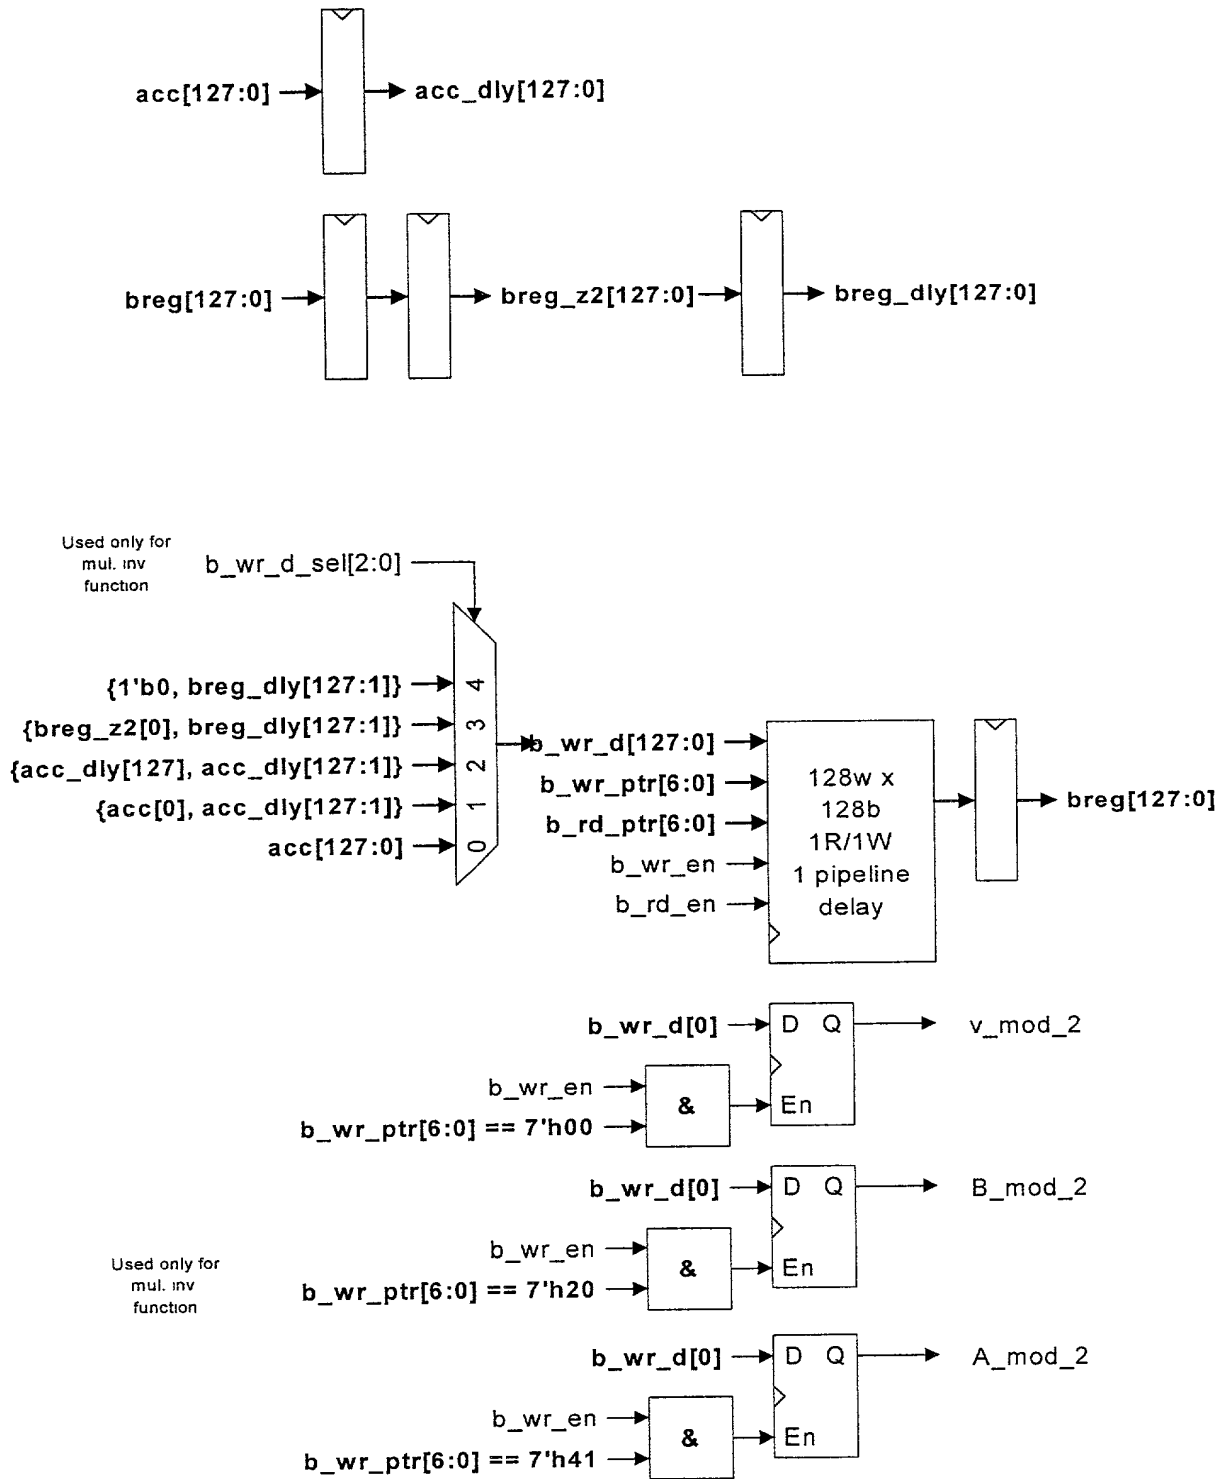 acc[127:0]
acc_dly[127:0]
breg[127:0]
breg_z2[127:0]
breg_dly[127:0]
Used only for
mul. inv
function
b_wr_d_sel[2:0]
{1'b0, breg_dly[127:1]}
4
{breg_z2[0], breg_dly[127:1]}
3
{acc_dly[127], acc_dly[127:1]}
2
{acc[0], acc_dly[127:1]}
1
acc[127:0]
0
b_wr_d[127:0]
b_wr_ptr[6:0]
b_rd_ptr[6:0]
b_wr_en
b_rd_en
128w x
128b
1R/1W
1 pipeline
delay
breg[127:0]
b_wr_d[0]
D Q
v_mod_2
b_wr_en
b_wr_ptr[6:0] == 7'h00
&
En
b_wr_d[0]
D Q
B_mod_2
Used only for
mul. inv
function
b_wr_en
b_wr_ptr[6:0] == 7'h20
&
En
b_wr_d[0]
D Q
A_mod_2
b_wr_en
b_wr_ptr[6:0] == 7'h41
&
En